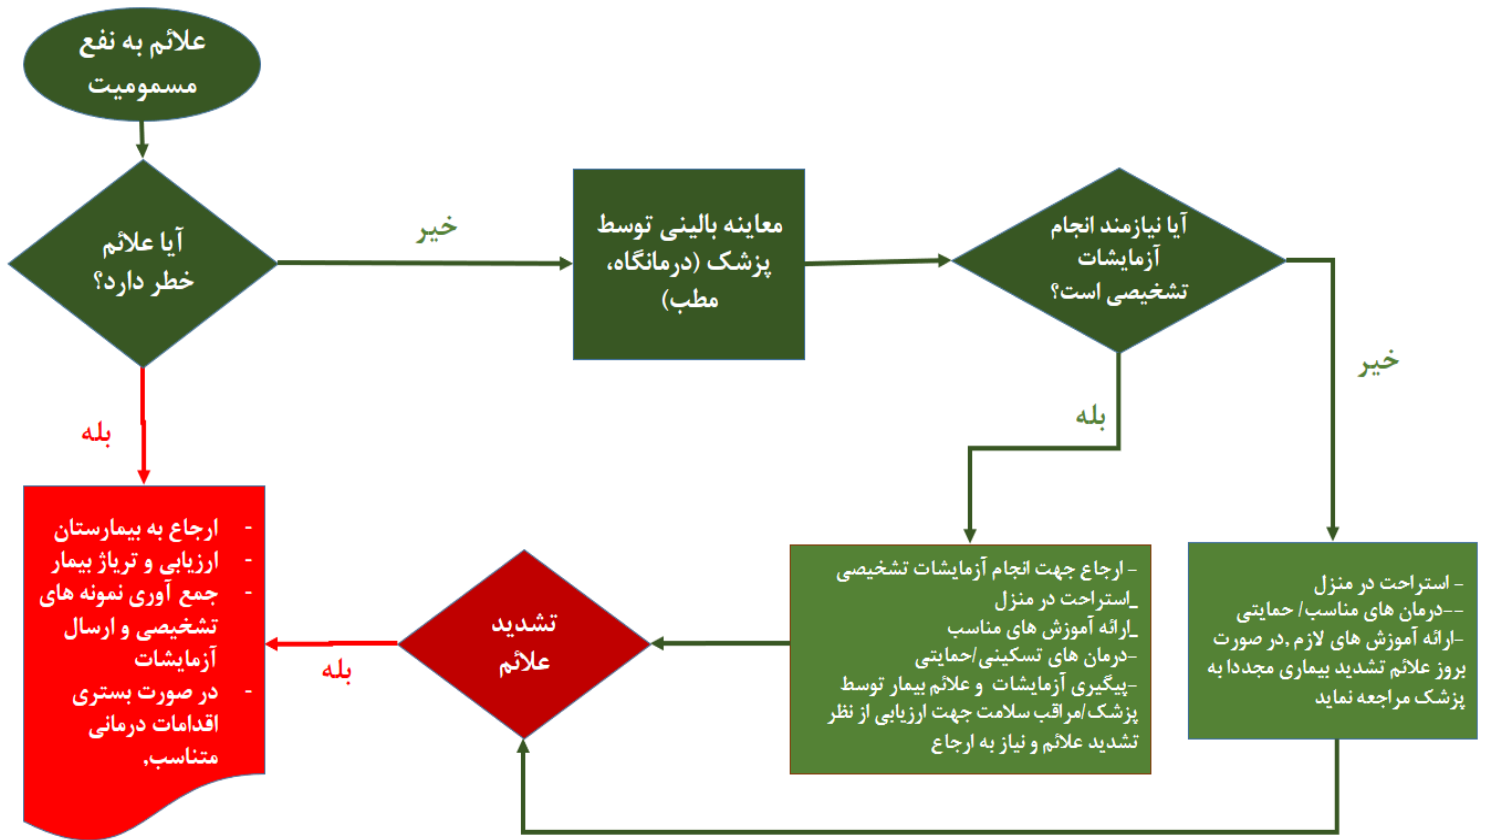 علائم به نفع
مسمومیت
آیا علائم
خطر دارد؟
خیر
معاینه بالینی توسط
پزشک (درمانگاه،
مطب)
آیا نیازمند انجام
آزمایشات
تشخیصی است؟
خیر
بله
بله
- استراحت در منزل
--درمان های مناسب/ حمایتی
-ارائه آموزش های لازم ,در صورت
بروز علائم تشدید بیماری مجددا به
پزشک مراجعه نماید
- ارجاع جهت انجام آزمایشات تشخیصی
_استراحت در منزل
_ارائه آموزش های مناسب
-درمان های تسکینی/حمایتی
-پیگیری آزمایشات و علائم بیمار توسط
پزشک/مراقب سلامت جهت ارزیابی از نظر
تشدید علائم و نیاز به ارجاع
تشدید
علائم
بله
- ارجاع به بیمارستان
- ارزیابی و تریاژ بیمار
- جمع آوری نمونه های
تشخیصی و ارسال
آزمایشات
- در صورت بستری
اقدامات درمانی
متناسب,